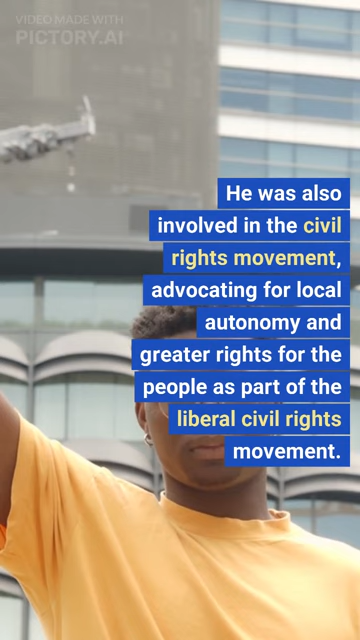 VIDEO MADE WITH
PICTORY.AI
He was also
involved in the civil
rights movement,
advocating for local
autonomy and
greater rights for the
people as part of the
liberal civil rights
movement.